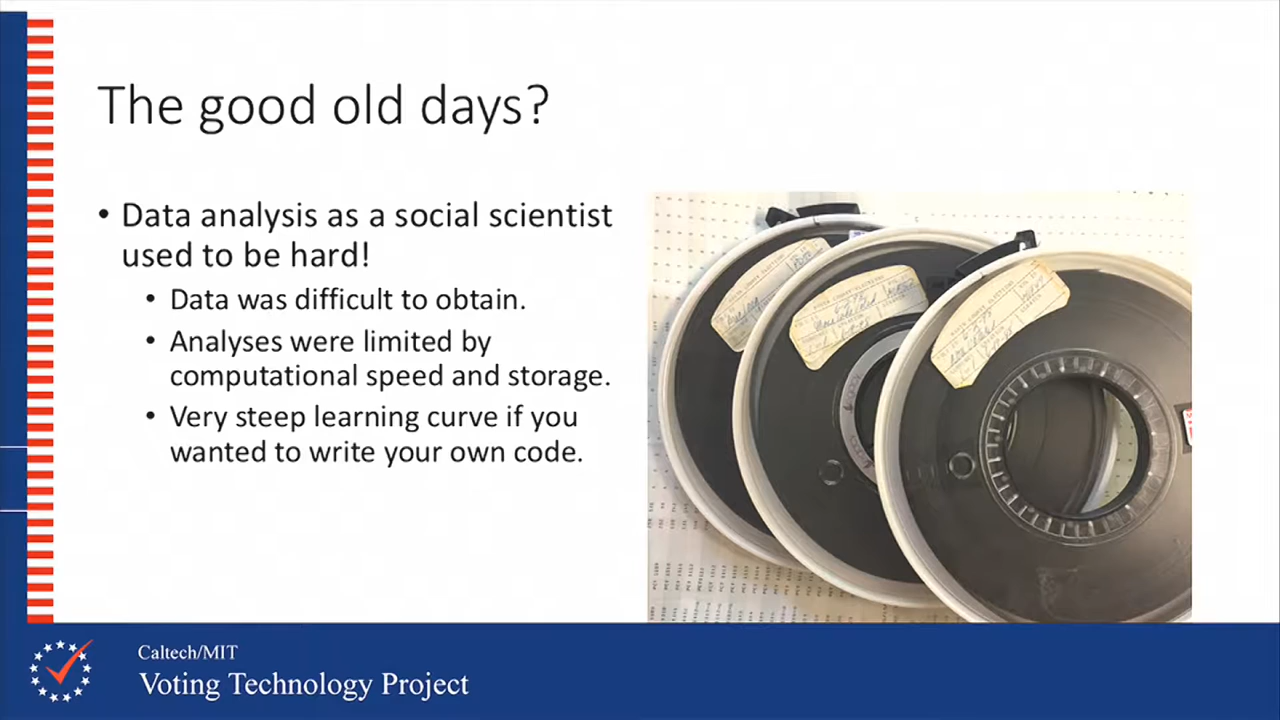 The good old days?
• Data analysis as a social scientist
used to be hard!
• Data was difficult to obtain.
• Analyses were limited by
computational speed and storage.
• Very steep learning curve if you
wanted to write your own code.
Caltech/MIT
Voting Technology Project